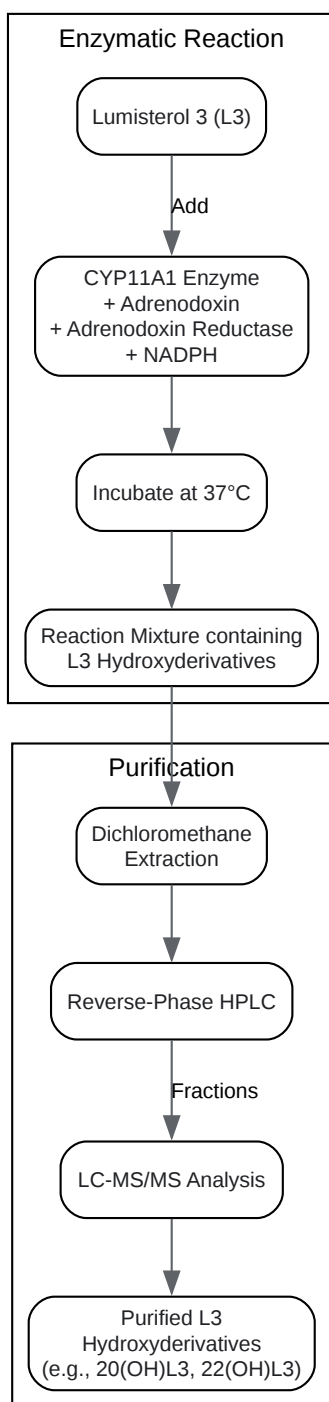 Enzymatic Reaction
Lumisterol 3 (L3)
Add
CYP11A1 Enzyme
+ Adrenodoxin
+ Adrenodoxin Reductase
+ NADPH
Incubate at 37°C
Reaction Mixture containing
L3 Hydroxyderivatives
Purification
Dichloromethane
Extraction
Reverse-Phase HPLC
Fractions
LC-MS/MS Analysis
Purified L3
Hydroxyderivatives
(e.g., 20(OH)L3, 22(OH)L3)